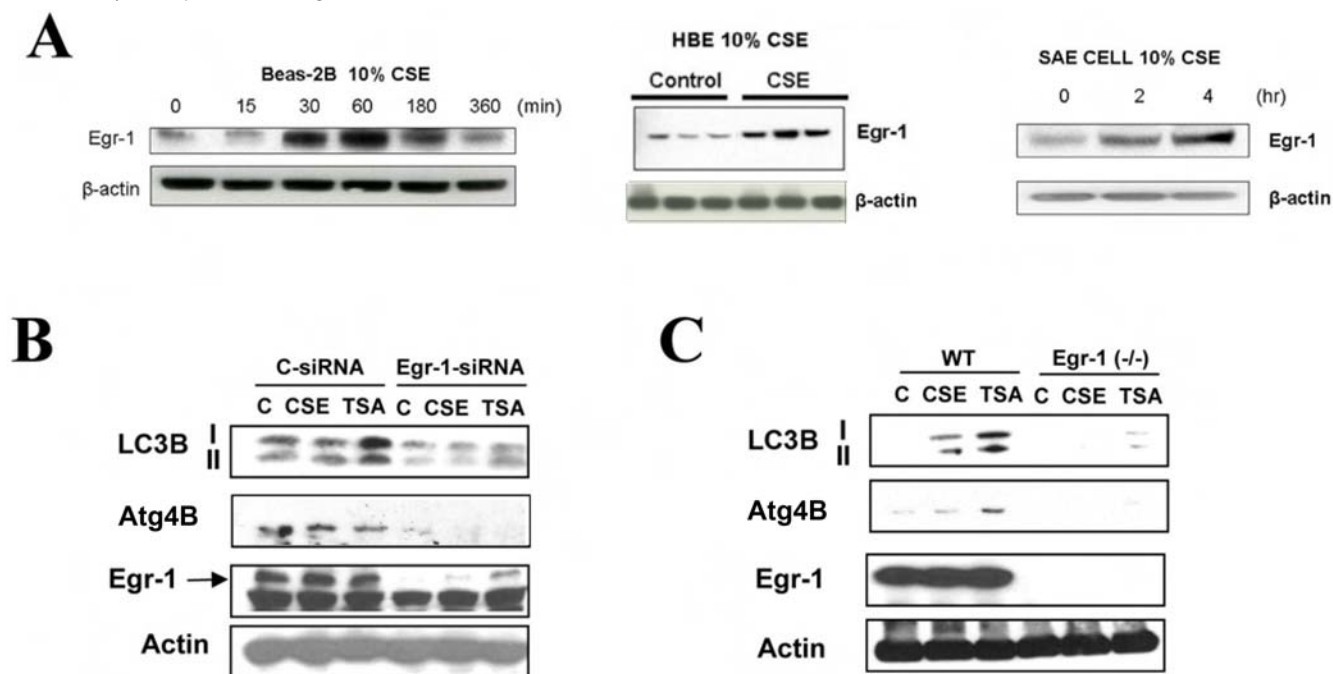 A
Beas-2B 10% CSE
0 15 30 60 180 360 (min)
Egr-1
β-actin
HBE 10% CSE
Control CSE
Egr-1
β-actin
SAE CELL 10% CSE
0 2 4 (hr)
Egr-1
β-actin
B
C-siRNA Egr-1-siRNA
C CSE TSA C CSE TSA
LC3B I
II
Atg4B
Egr-1
Actin
C
WT Egr-1 (-/-)
C CSE TSA C CSE TSA
LC3B I
II
Atg4B
Egr-1
Actin